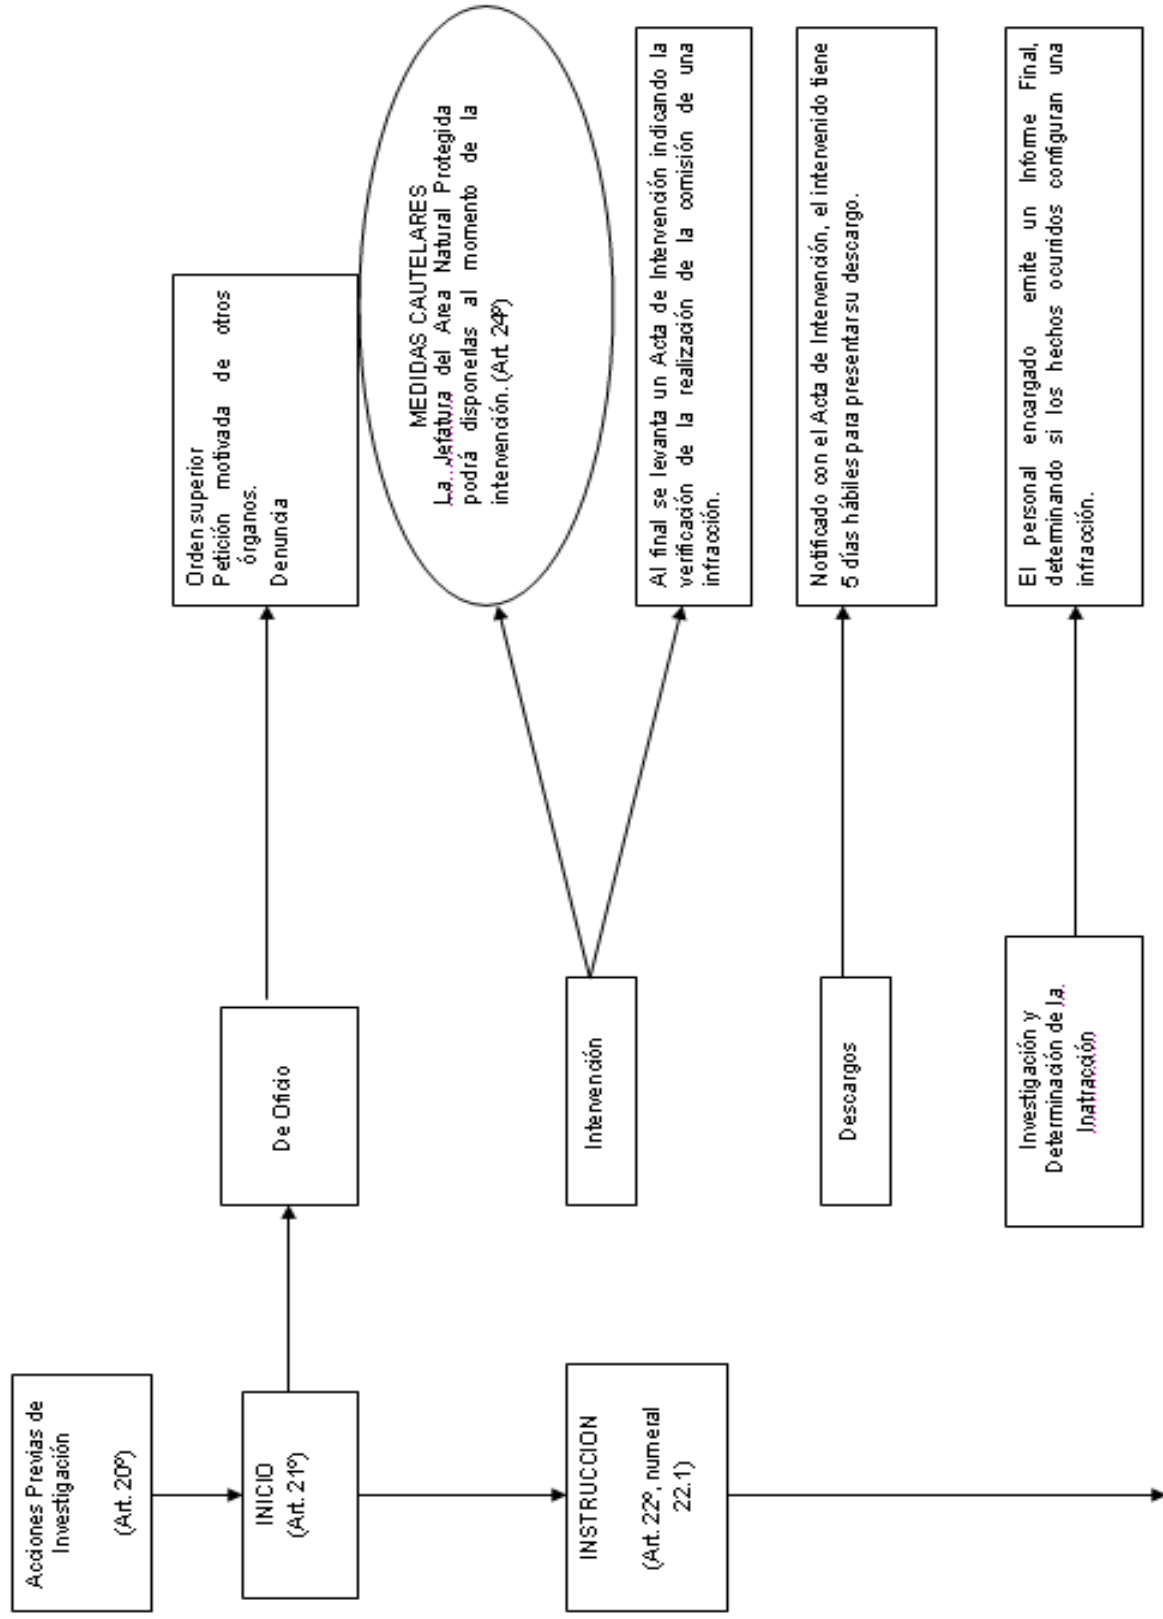 Acciones Previas de
Investigación
(Art. 20º)
INICIO
(Art. 21º)
De Oficio
Orden superior
Petición motivada de otros
órganos.
Denuncia
MEDIDAS CAUTELARES
La Jefatura del Area Natural Protegida
podrá disponerlas al momento de la
intervención. (Art. 24º)
INSTRUCCION
(Art. 22º, numeral
22.1)
Intervención
Al final se levanta un Acta de Intervención indicando la
verificación de la realización de la comisión de una
infracción.
Descargos
Notificado con el Acta de Intervención, el intervenido tiene
5 días hábiles para presentar su descargo.
Investigación y
Determinación de la
Inatracción
El personal encargado emite un Informe Final,
determinando si los hechos ocurridos configuran una
infracción.